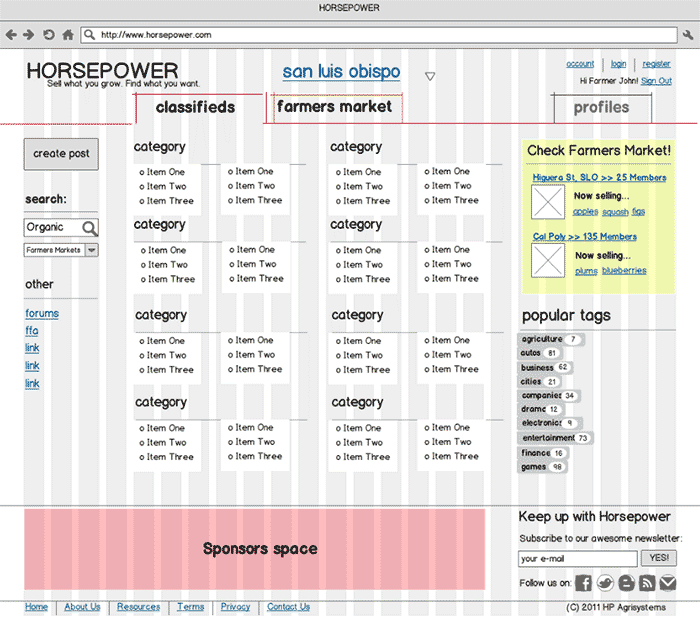 HORSEPOWER
http://www.horsepower.com
HORSEPOWER
Sell what you grow. Find what you want.
san luis obispo
account | login | register
Hi Farmer John! Sign Out
classifieds
farmers market
profiles
create post
search:
Organic
Farmers Markets
other
forums
ffa
link
link
link
category
o Item One
o Item Two
o Item Three
o Item One
o Item Two
o Item Three
category
o Item One
o Item Two
o Item Three
o Item One
o Item Two
o Item Three
category
o Item One
o Item Two
o Item Three
o Item One
o Item Two
o Item Three
category
o Item One
o Item Two
o Item Three
o Item One
o Item Two
o Item Three
category
o Item One
o Item Two
o Item Three
o Item One
o Item Two
o Item Three
category
o Item One
o Item Two
o Item Three
o Item One
o Item Two
o Item Three
category
o Item One
o Item Two
o Item Three
o Item One
o Item Two
o Item Three
category
o Item One
o Item Two
o Item Three
o Item One
o Item Two
o Item Three
Check Farmers Market!
Higuera St, SLO >> 25 Members
Now selling...
apples squash figs
Cal Poly >> 135 Members
Now selling...
plums blueberries
popular tags
agriculture 7
autos 81
business 62
cities 21
companies 34
drama 12
electronics 9
entertainment 73
finance 16
games 98
Sponsors space
Keep up with Horsepower
Subscribe to our awesome newsletter:
your e-mail
YES!
Follow us on:
Home | About Us | Resources | Terms | Privacy | Contact Us
(C) 2011 HP Agrisystems